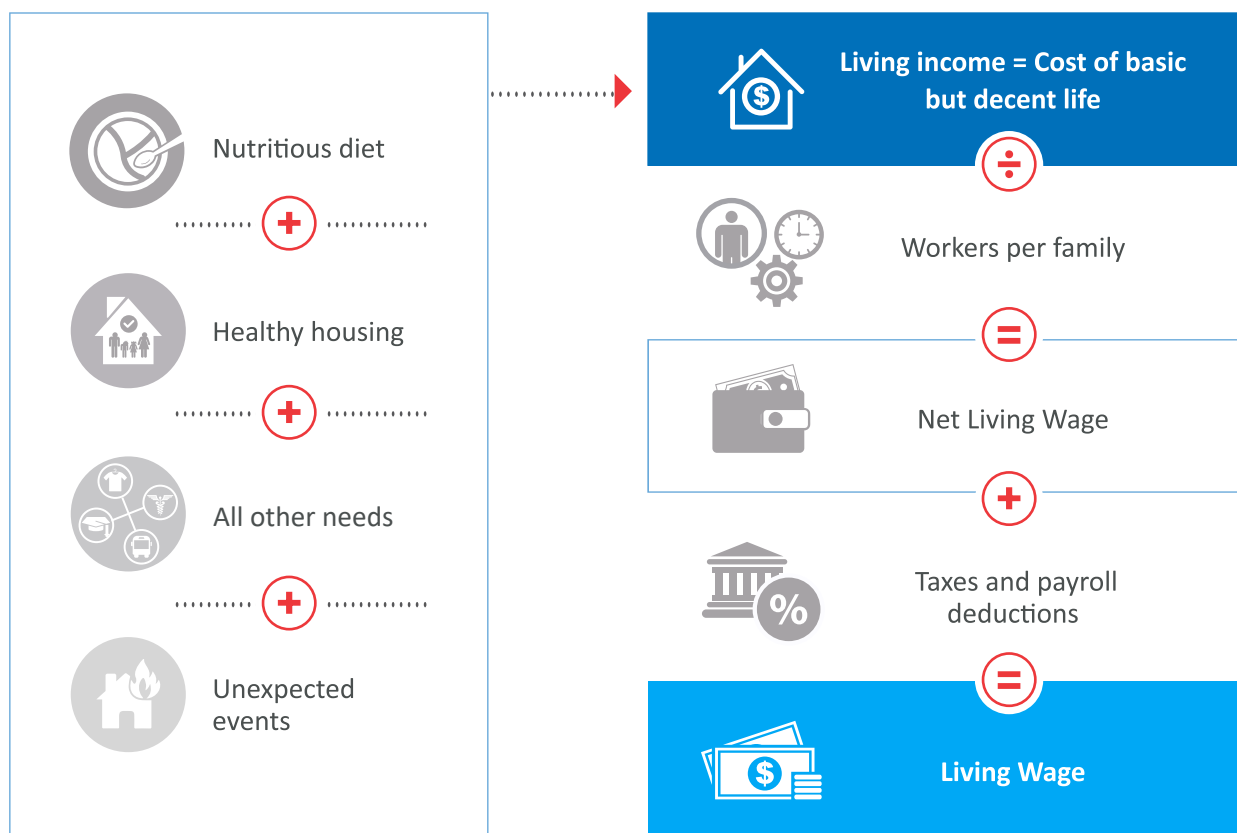 Nutritious diet
+
Healthy housing
+
All other needs
+
Unexpected
events
$
Living income = Cost of basic
but decent life
÷
Workers per family
=
Net Living Wage
+
%
Taxes and payroll
deductions
=
$
Living Wage